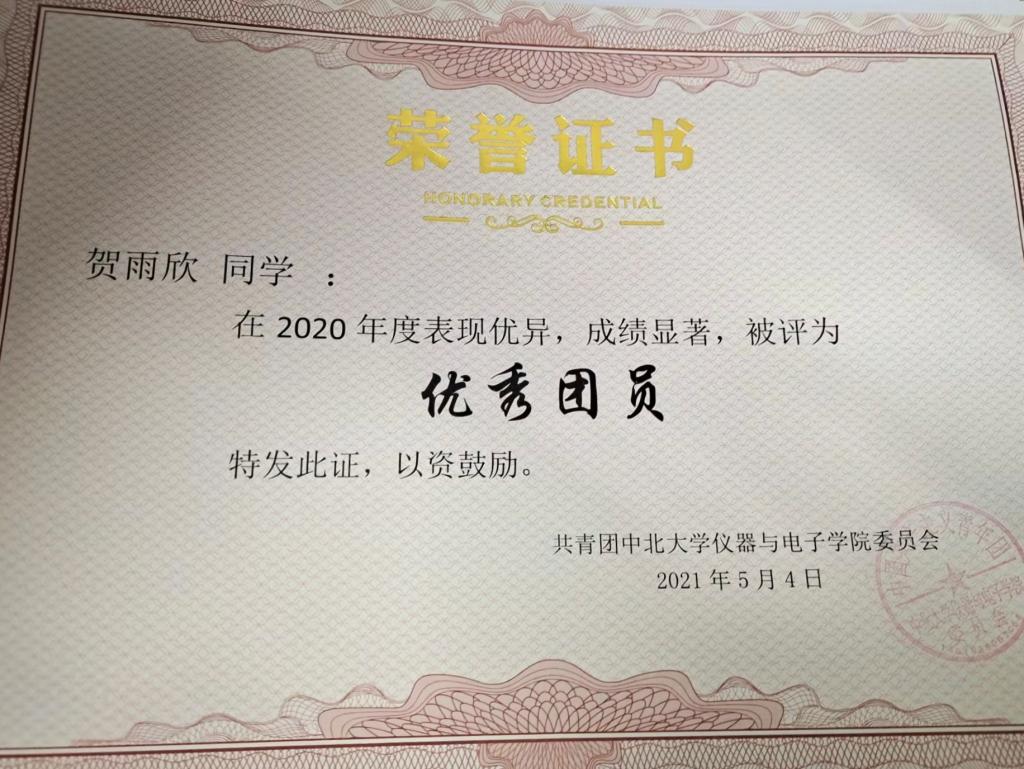 荣誉证书
HONORARY CREDENTIAL
贺雨欣 同学 ：
在 2020 年度表现优异，成绩显著，被评为
优秀团员
特发此证，以资鼓励。
共青团中北大学仪器与电子学院委员会
2021 年 5 月 4 日
委员会